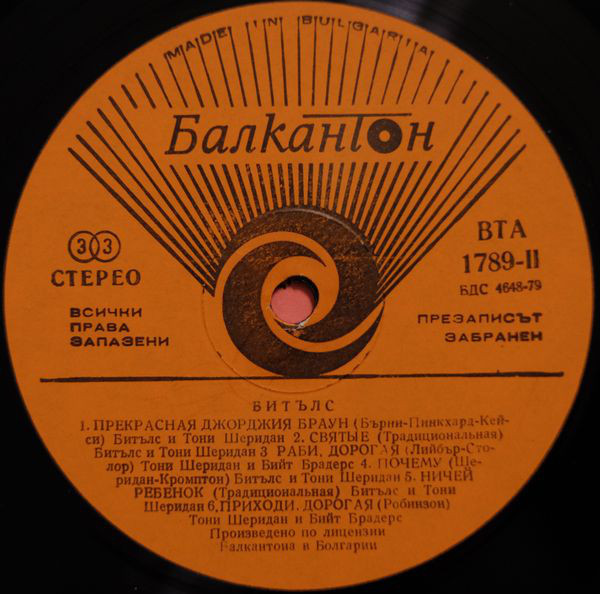 MADE IN BULGARIA
Балкантон
33
СТЕРЕО
ВСИЧКИ
ПРАВА
ЗАПАЗЕНИ
ВТА
1789-II
БДС 4648-79
ПРЕЗАПИСЪТ
ЗАБРАНЕН
БИТЪЛС
1. ПРЕКРАСНАЯ ДЖОРДЖИЯ БРАУН (Бърни-Пинкхард-Кей-
си) Битълс и Тони Шеридан 2. СВЯТЫЕ (Традициональная)
Битълс и Тони Шеридан 3 РАБИ, ДОРОГАЯ (Лийбър-Сто-
лор) Тони Шеридан и Бийт Брадерс 4. ПОЧЕМУ (Ше-
ридан-Кромптон) Битълс и Тони Шеридан 5. НИЧЕЙ
РЕБЕНОК (Традициональная) Битълс и Тони
Шеридан 6. ПРИХОДИ, ДОРОГАЯ (Робинзон)
Тони Шеридан и Бийт Брадерс
Произведено по лицензии
Балкантона в Болгарии